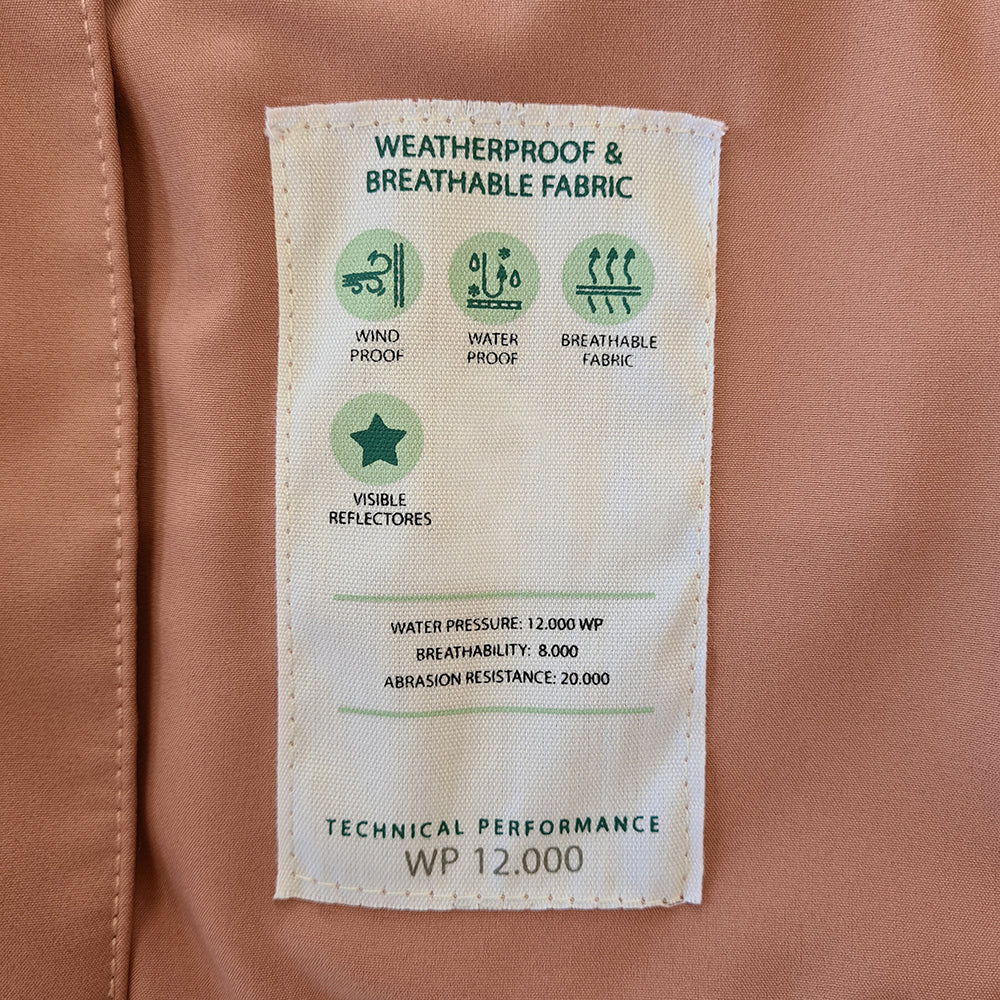 WEATHERPROOF &
BREATHABLE FABRIC
WIND
PROOF
WATER
PROOF
BREATHABLE
FABRIC
VISIBLE
REFLECTORES
WATER PRESSURE: 12.000 WP
BREATHABILITY: 8.000
ABRASION RESISTANCE: 20.000
TECHNICAL PERFORMANCE
WP 12.000